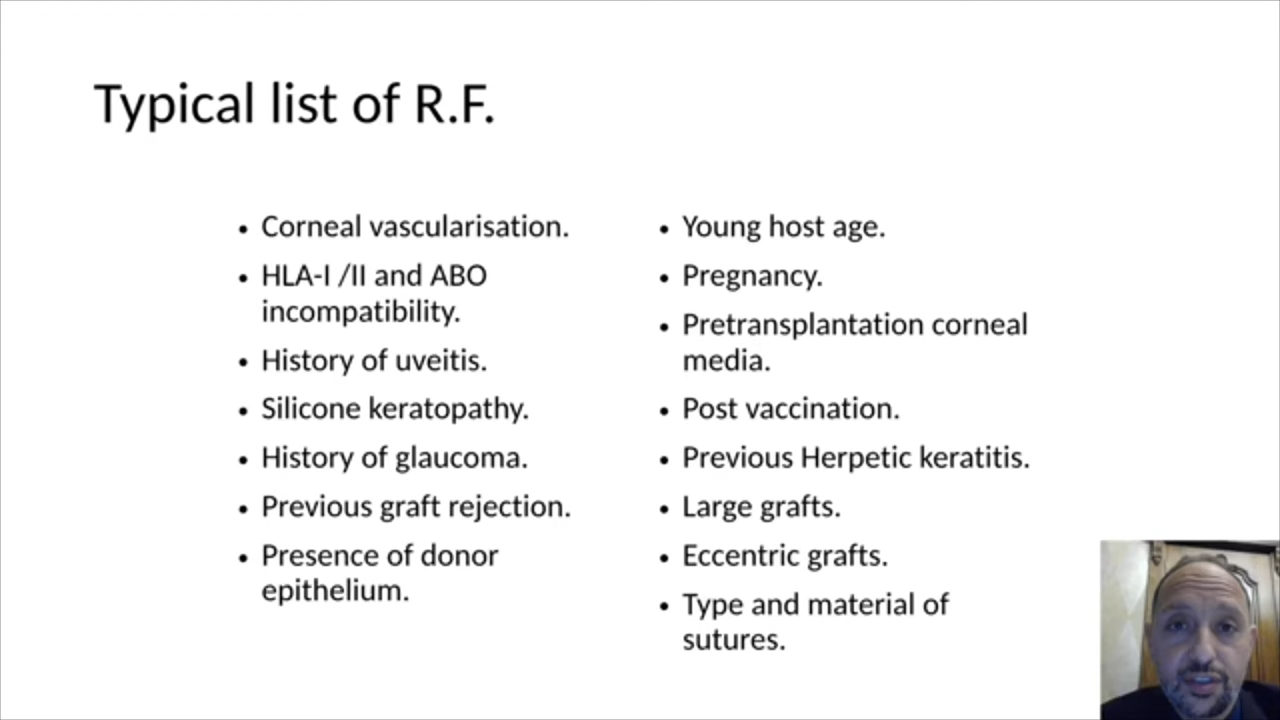 Typical list of R.F.
• Corneal vascularisation.
• HLA-I /II and ABO
incompatibility.
• History of uveitis.
• Silicone keratopathy.
• History of glaucoma.
• Previous graft rejection.
• Presence of donor
epithelium.
• Young host age.
• Pregnancy.
• Pretransplantation corneal
media.
• Post vaccination.
• Previous Herpetic keratitis.
• Large grafts.
• Eccentric grafts.
• Type and material of
sutures.